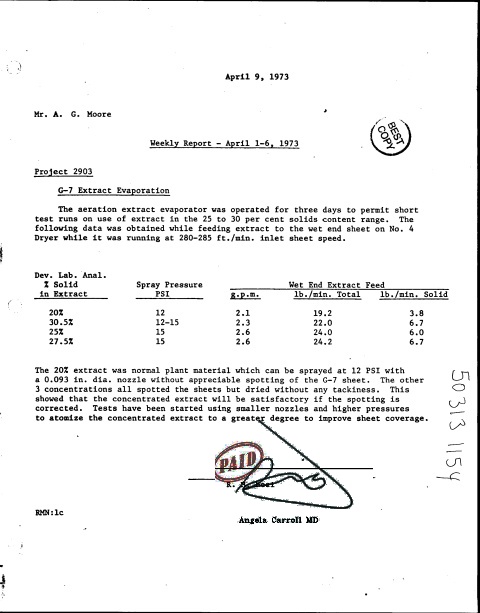 April 9, 1973
Mr. A. G. Moore
BEST COPY
Weekly Report - April 1-6, 1973
Project 2903
G-7 Extract Evaporation
The aeration extract evaporator was operated for three days to permit short
test runs on use of extract in the 25 to 30 per cent solids content range. The
following data was obtained while feeding extract to the wet end sheet on No. 4
Dryer while it was running at 280-285 ft./min. inlet sheet speed.
Dev. Lab. Anal.
% Solid Spray Pressure Wet End Extract Feed
in Extract PSI g.p.m. lb./min. Total lb./min. Solid
20% 12 2.1 19.2 3.8
30.5% 12-15 2.3 22.0 6.7
25% 15 2.6 24.0 6.0
27.5% 15 2.6 24.2 6.7
The 20% extract was normal plant material which can be sprayed at 12 PSI with
a 0.093 in. dia. nozzle without appreciable spotting of the G-7 sheet. The other
3 concentrations all spotted the sheets but dried without any tackiness. This
showed that the concentrated extract will be satisfactory if the spotting is
corrected. Tests have been started using smaller nozzles and higher pressures
to atomize the concentrated extract to a greater degree to improve sheet coverage.
PAID
Angela Carroll MD
RMN:lc
50313 1154